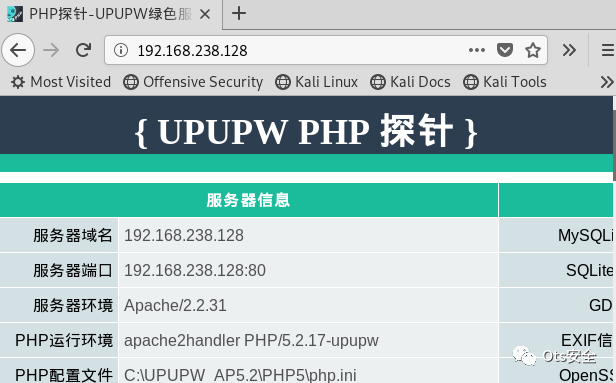 PHP探针-UPUPW绿色服
192.168.238.128
Most Visited Offensive Security Kali Linux Kali Docs Kali Tools
{ UPUPW PHP 探针 }
服务器信息
服务器域名 192.168.238.128 MySQLi
服务器端口 192.168.238.128:80 SQLite
服务器环境 Apache/2.2.31 GD
PHP运行环境 apache2handler PHP/5.2.17-upupw EXIF信
PHP配置文件 C:\UPUPW_AP5.2\PHP5\php.ini OpenSS
Ots安全